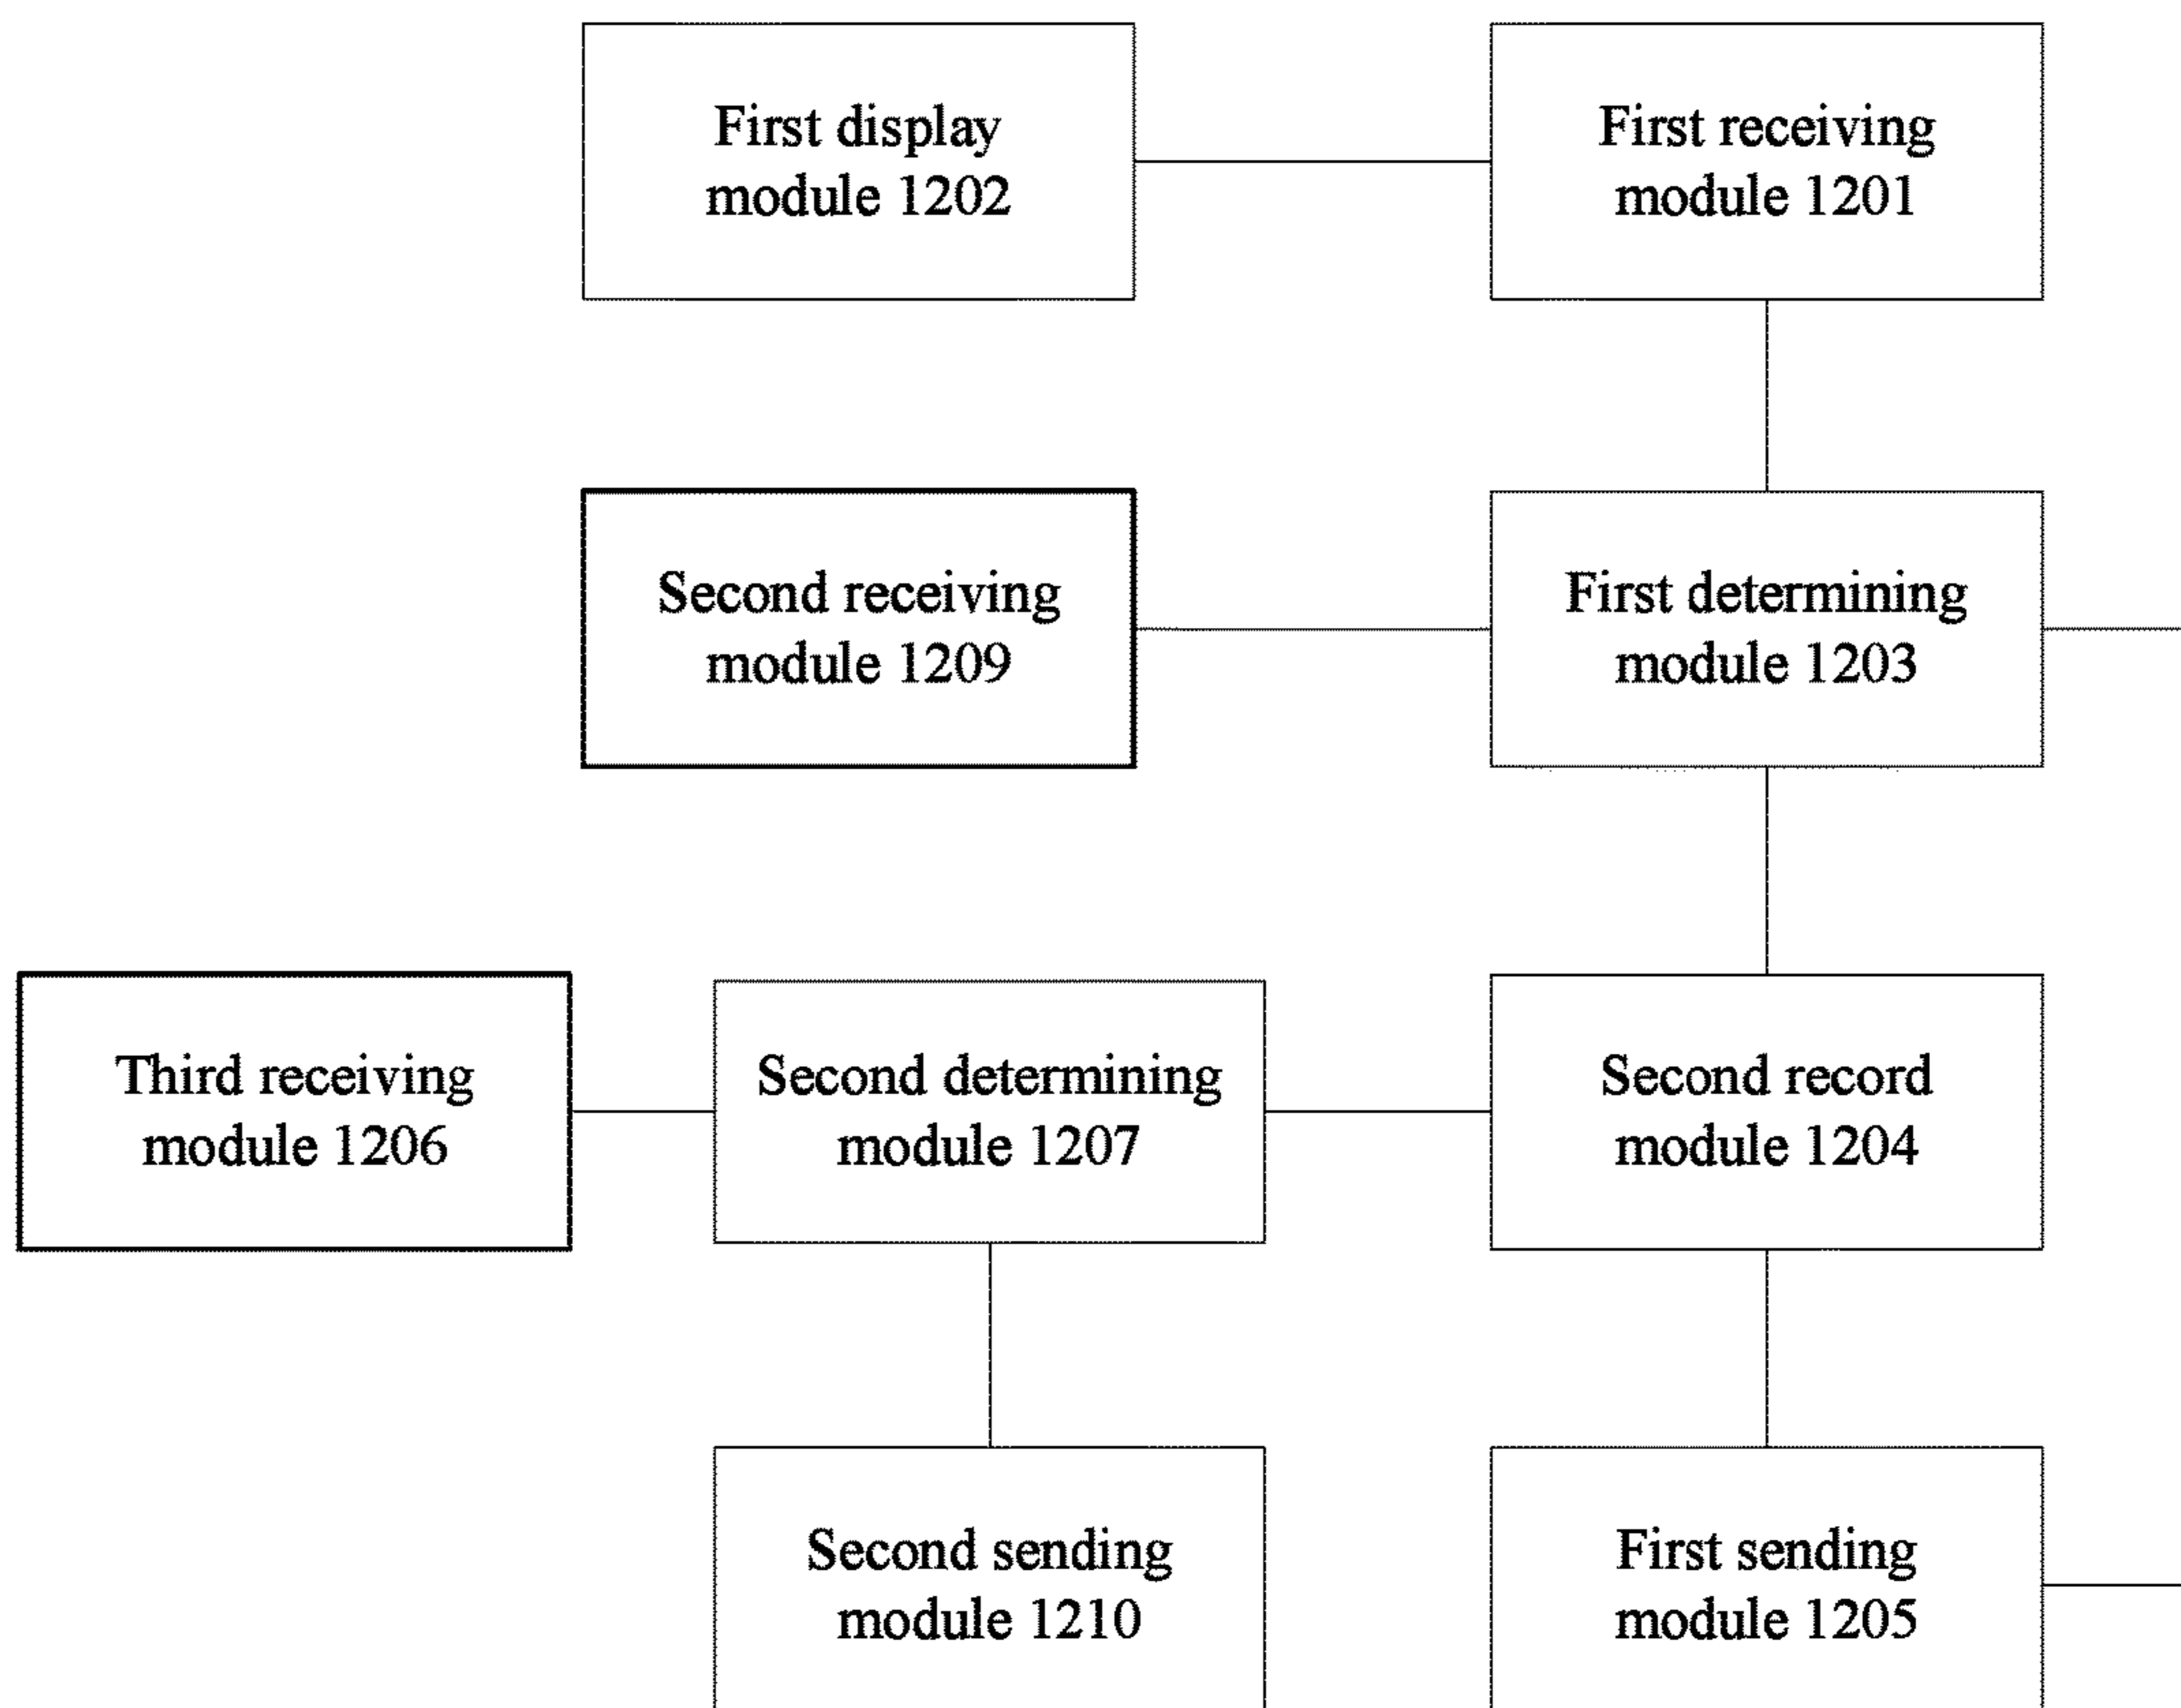 First display
module 1202
First receiving
module 1201
Second receiving
module 1209
First determining
module 1203
Third receiving
module 1206
Second determining
module 1207
Second record
module 1204
Second sending
module 1210
First sending
module 1205